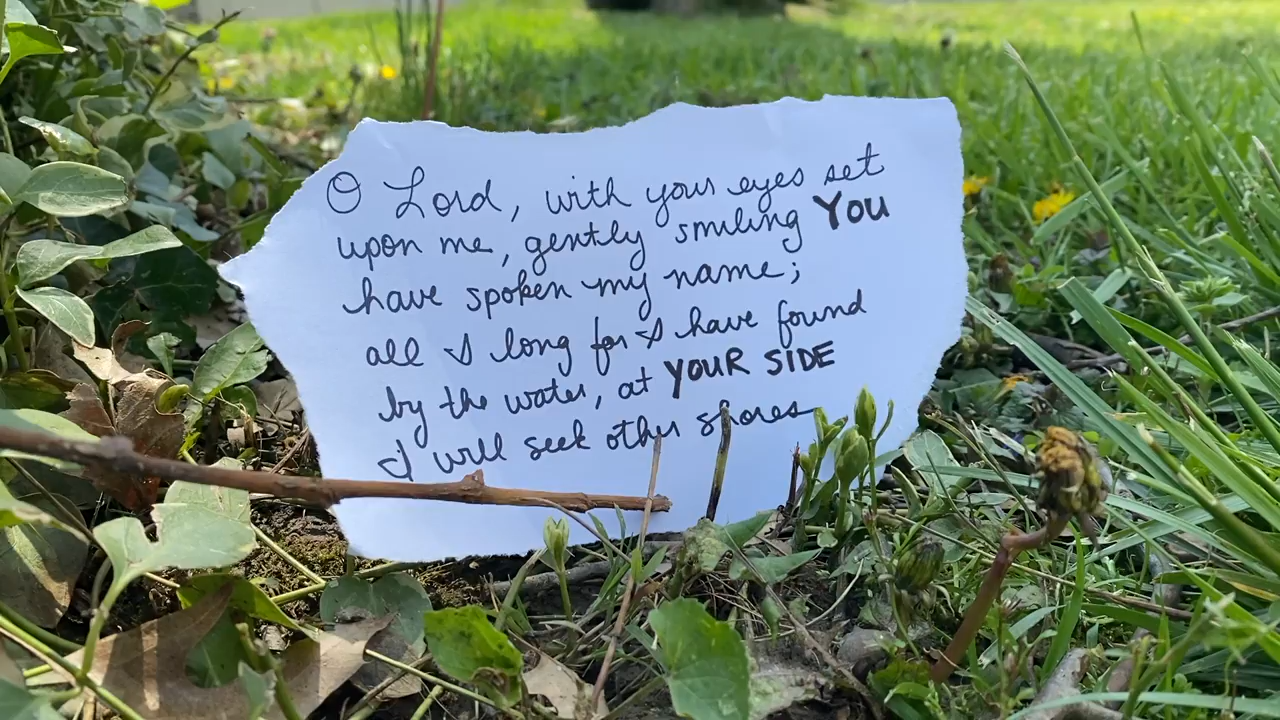 O Lord, with your eyes set
upon me, gently smiling YOU
have spoken my name;
all I long for I have found
by the water, at YOUR SIDE
I will seek other shores